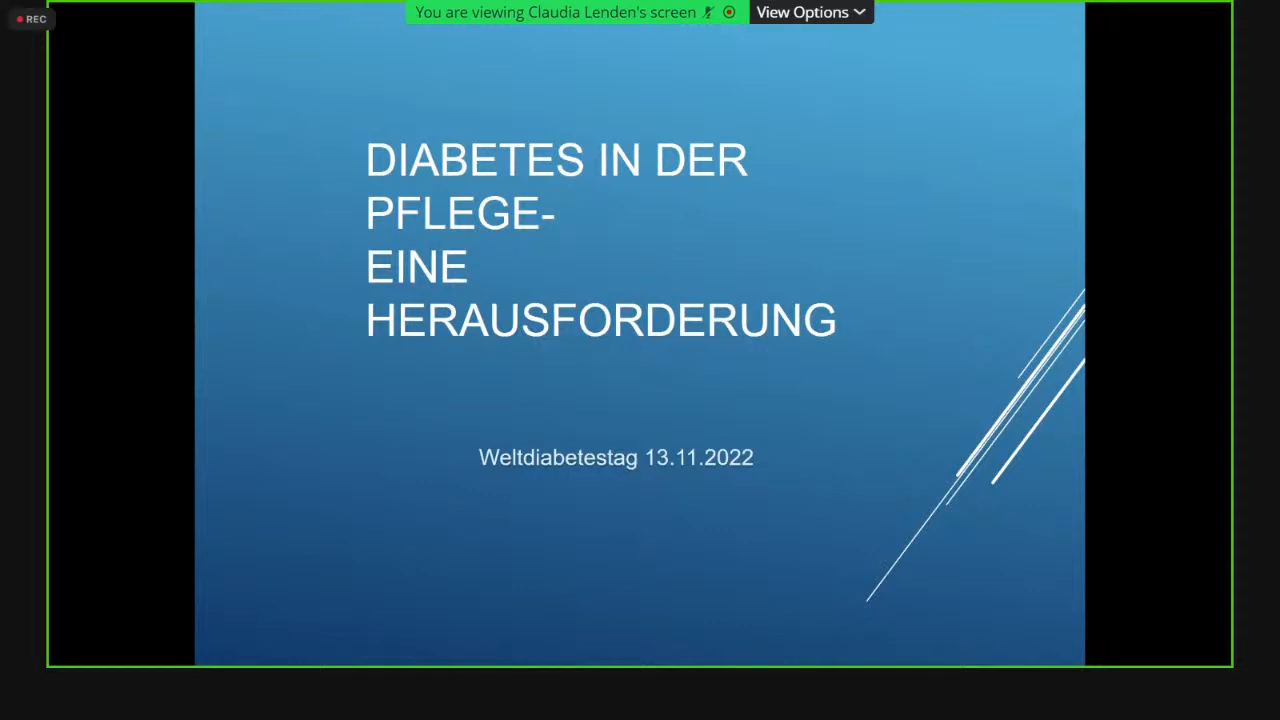 REC
You are viewing Claudia Lenden's screen
View Options
DIABETES IN DER
PFLEGE-
EINE
HERAUSFORDERUNG
Weltdiabetestag 13.11.2022